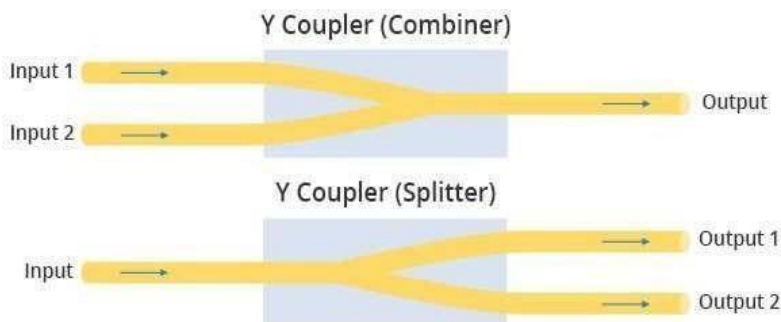 Y Coupler (Combiner)
Input 1
Input 2
Output
Y Coupler (Splitter)
Output 1
Input
Output 2